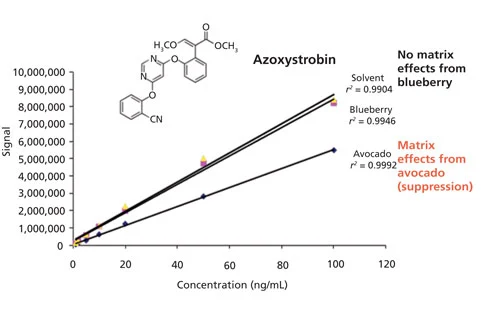 O
H3CO
OCH3
N
N
O
O
CN
Azoxystrobin
No matrix
effects from
blueberry
Solvent
r² = 0.9904
Blueberry
r² = 0.9946
Avocado
r² = 0.9992
Matrix
effects from
avocado
(suppression)
Signal
10,000,000
9,000,000
8,000,000
7,000,000
6,000,000
5,000,000
4,000,000
3,000,000
2,000,000
1,000,000
0
0 20 40 60 80 100 120
Concentration (ng/mL)